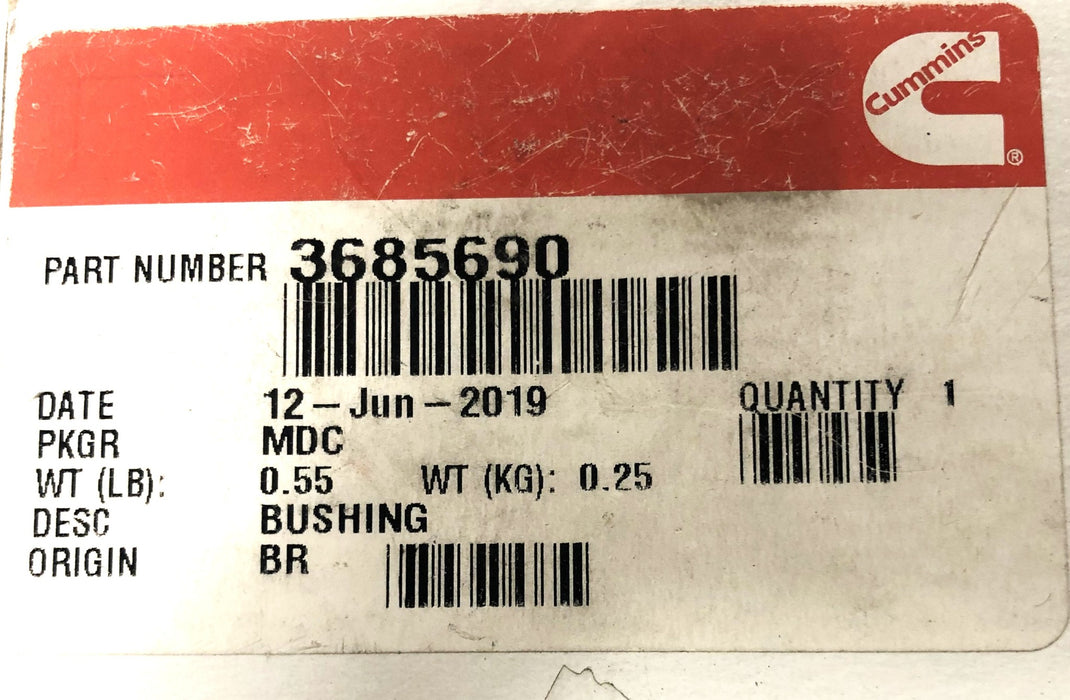 Cummins
®
PART NUMBER 3685690
DATE 12-Jun-2019 QUANTITY 1
PKGR MDC
WT (LB): 0.55 WT (KG): 0.25
DESC BUSHING
ORIGIN BR